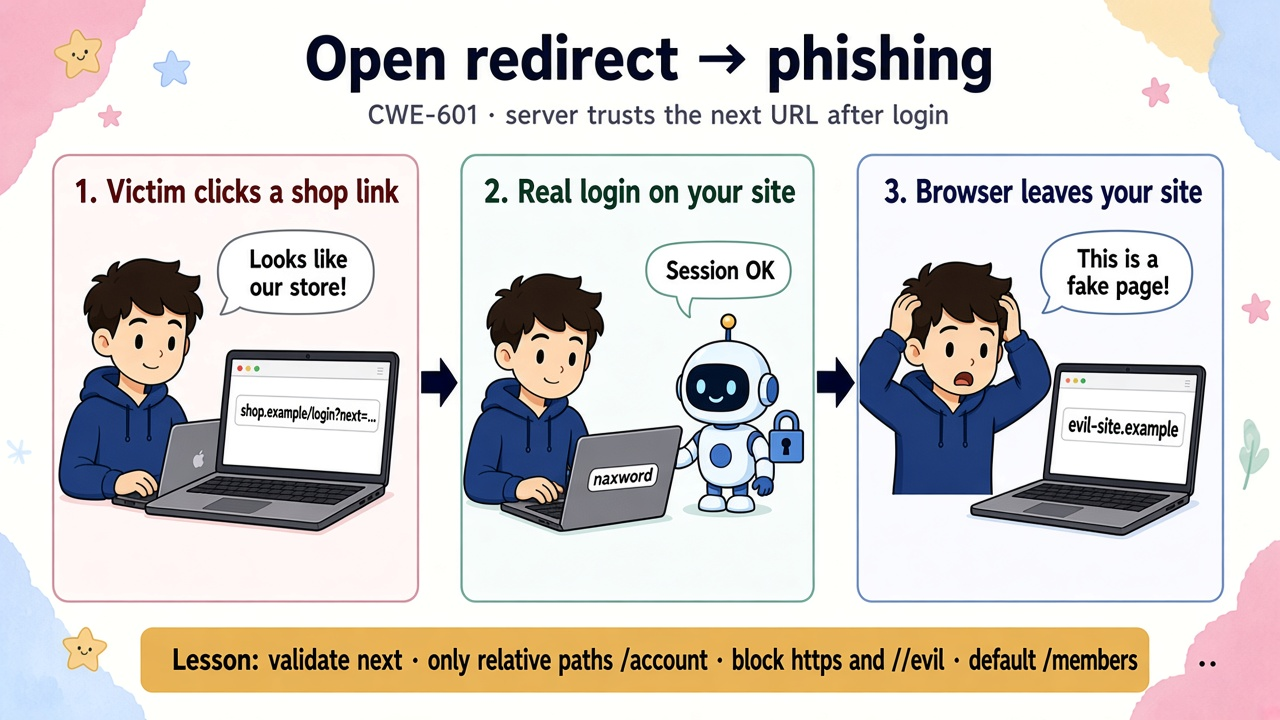 Open redirect → phishing
CWE-601 · server trusts the next URL after login
1. Victim clicks a shop link
Looks like
our store!
shop.example/login?next=...
2. Real login on your site
Session OK
naxword
3. Browser leaves your site
This is a
fake page!
evil-site.example
Lesson: validate next · only relative paths /account · block https and //evil · default /members